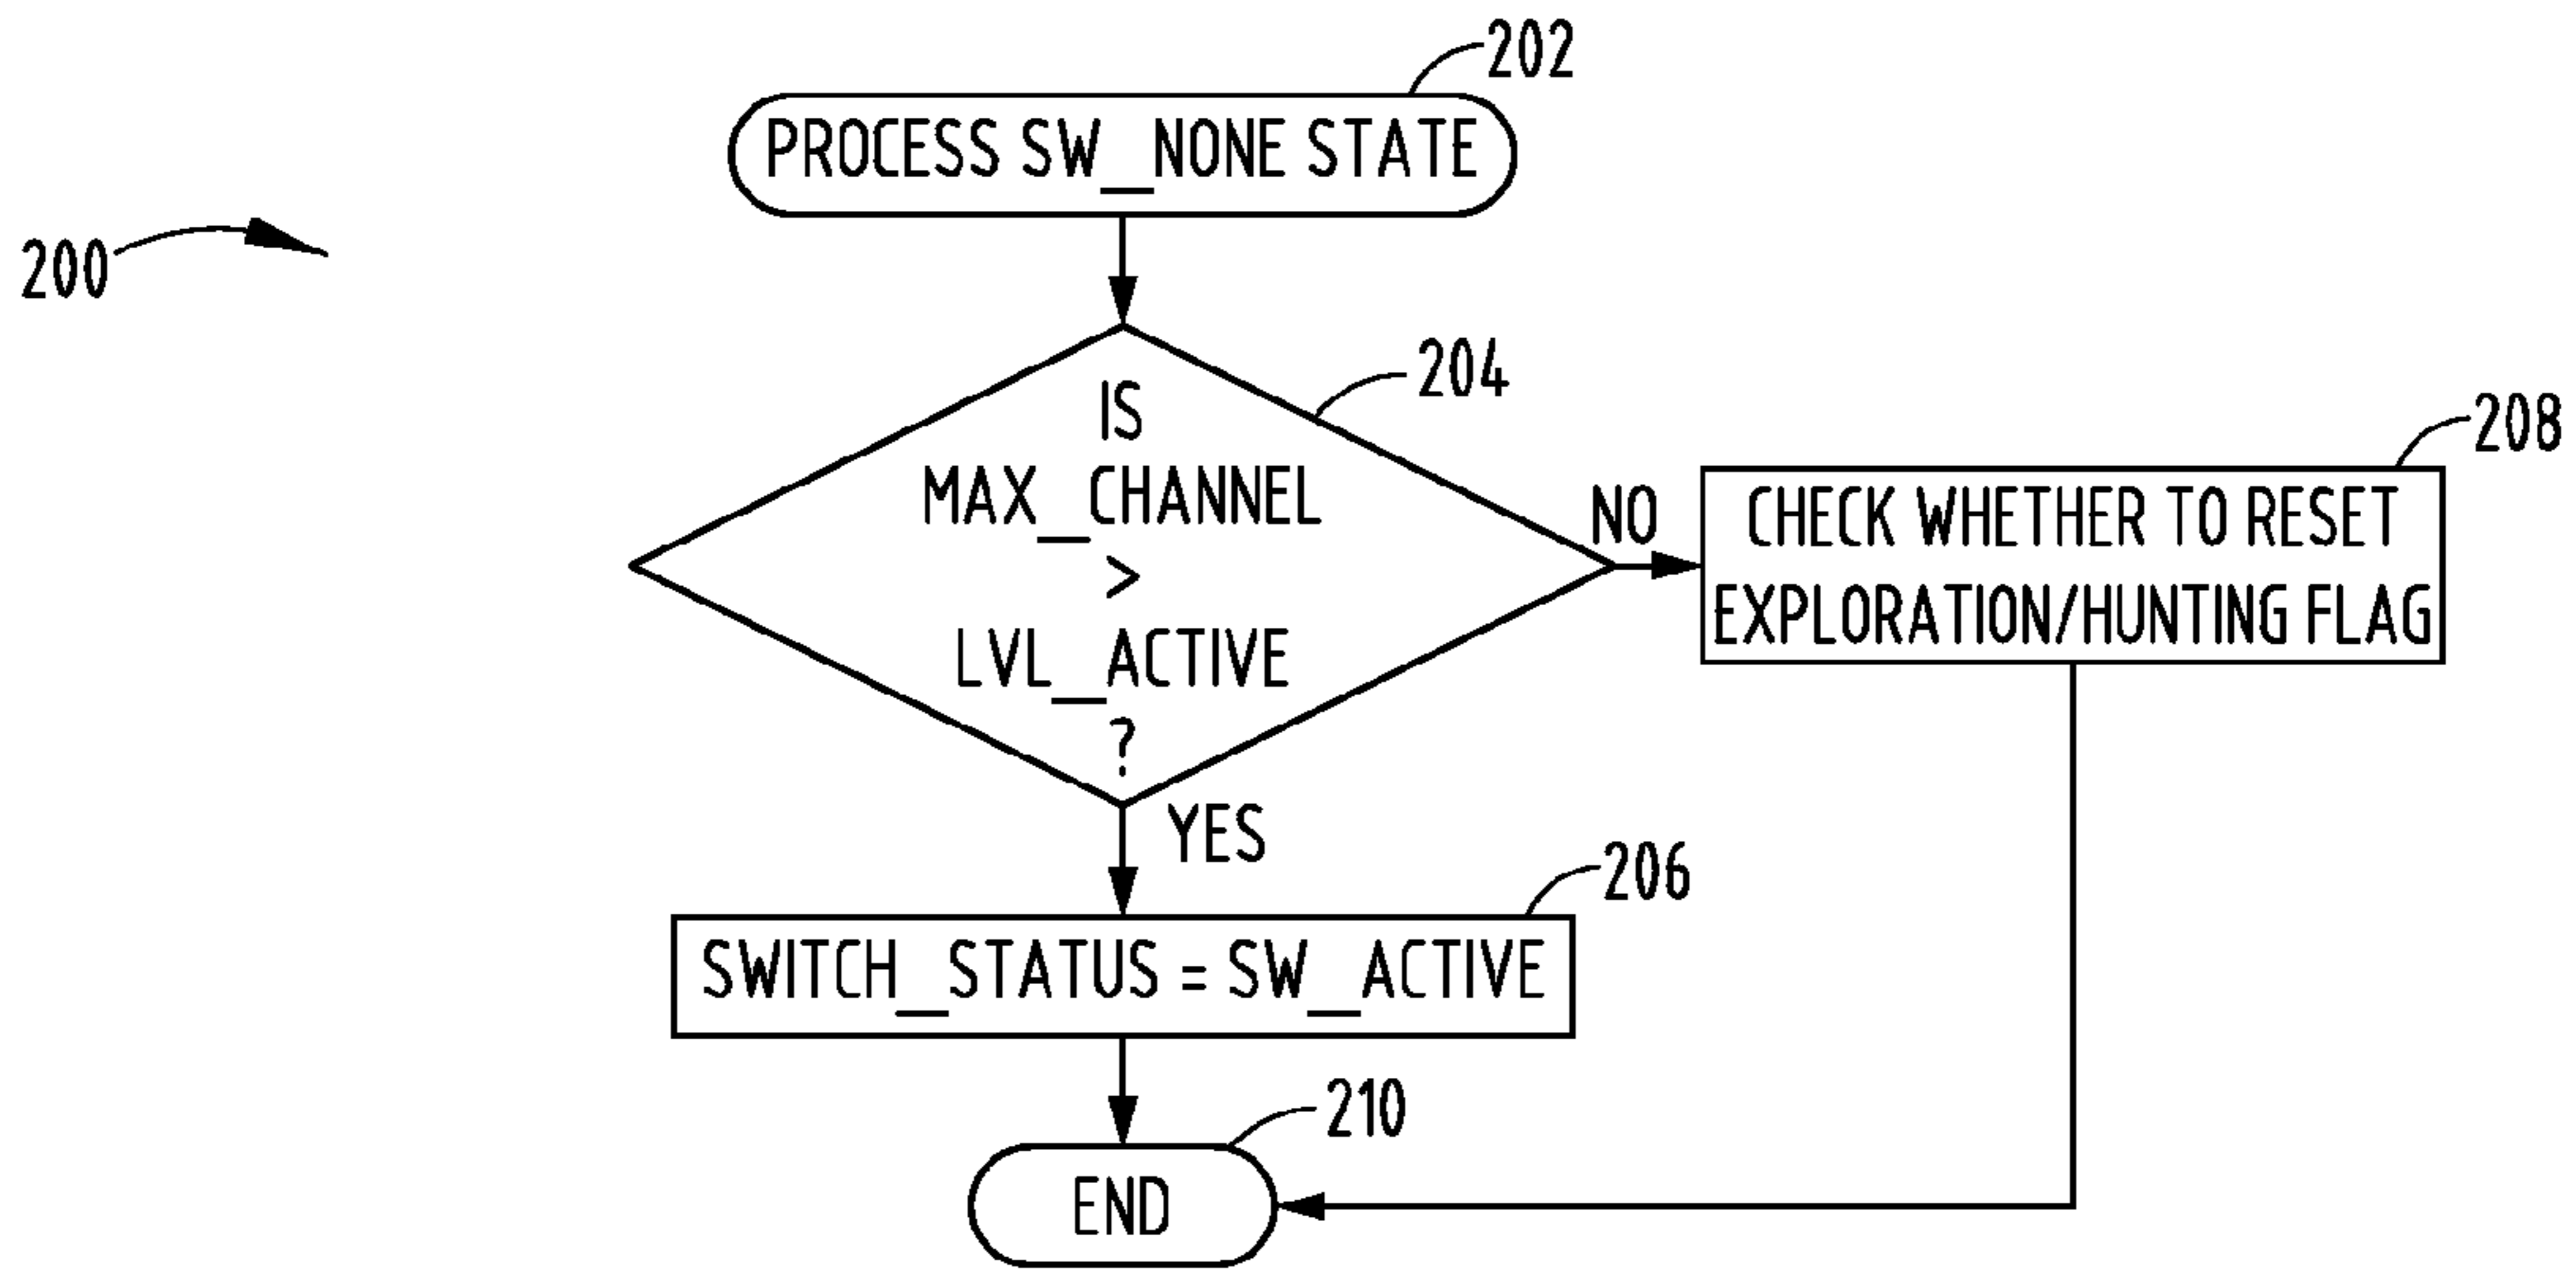 202
PROCESS SW_NONE STATE
200
204
IS
MAX_CHANNEL
>
LVL_ACTIVE
?
NO
208
CHECK WHETHER TO RESET
EXPLORATION/HUNTING FLAG
YES
206
SWITCH_STATUS = SW_ACTIVE
210
END